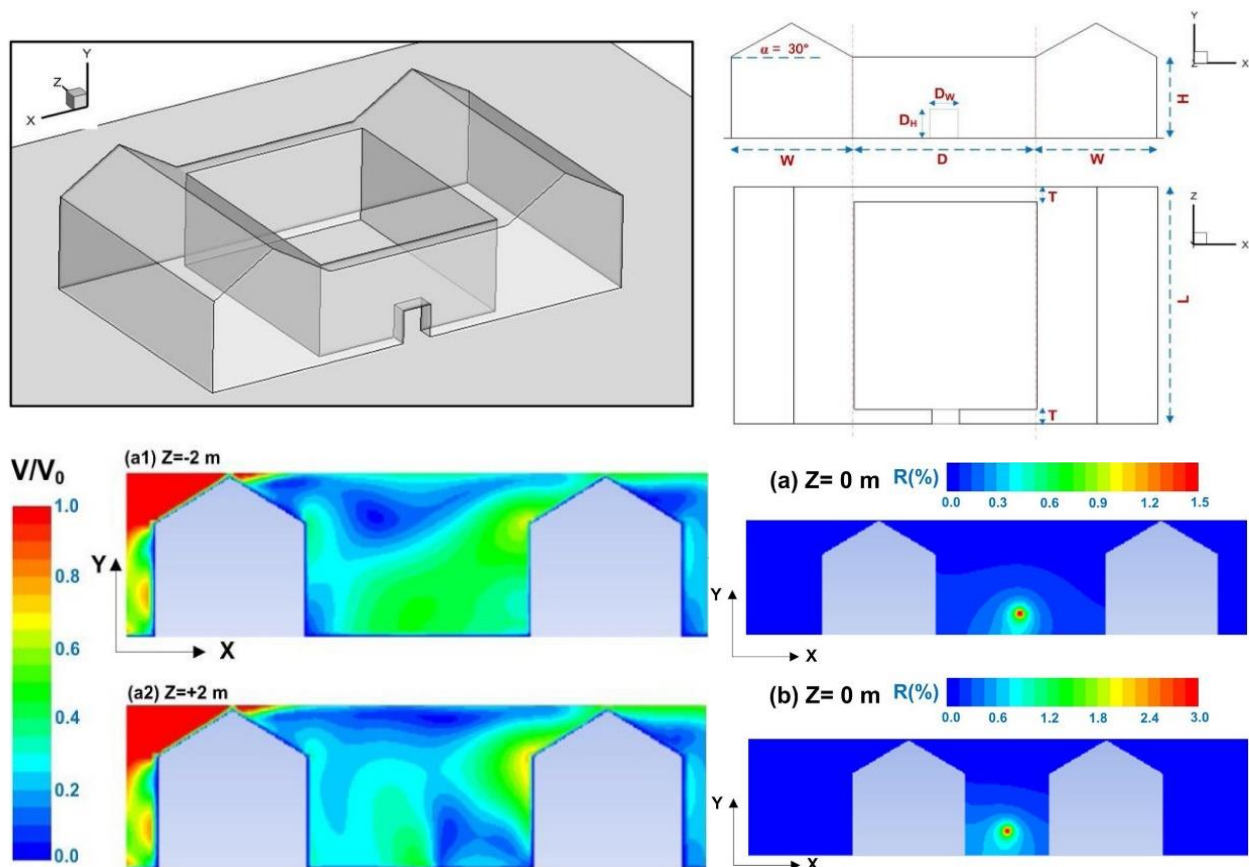 Y
Z
X
Y
Z
X
α = 30°
H
DW
DH
W
D
W
Z
X
T
L
T
V/V0
1.0
0.8
0.6
0.4
0.2
0.0
(a1) Z=-2 m
Y
X
(a2) Z=+2 m
(a) Z= 0 m R(%)
0.0 0.3 0.6 0.9 1.2 1.5
Y
X
(b) Z= 0 m R(%)
0.0 0.6 1.2 1.8 2.4 3.0
Y
X